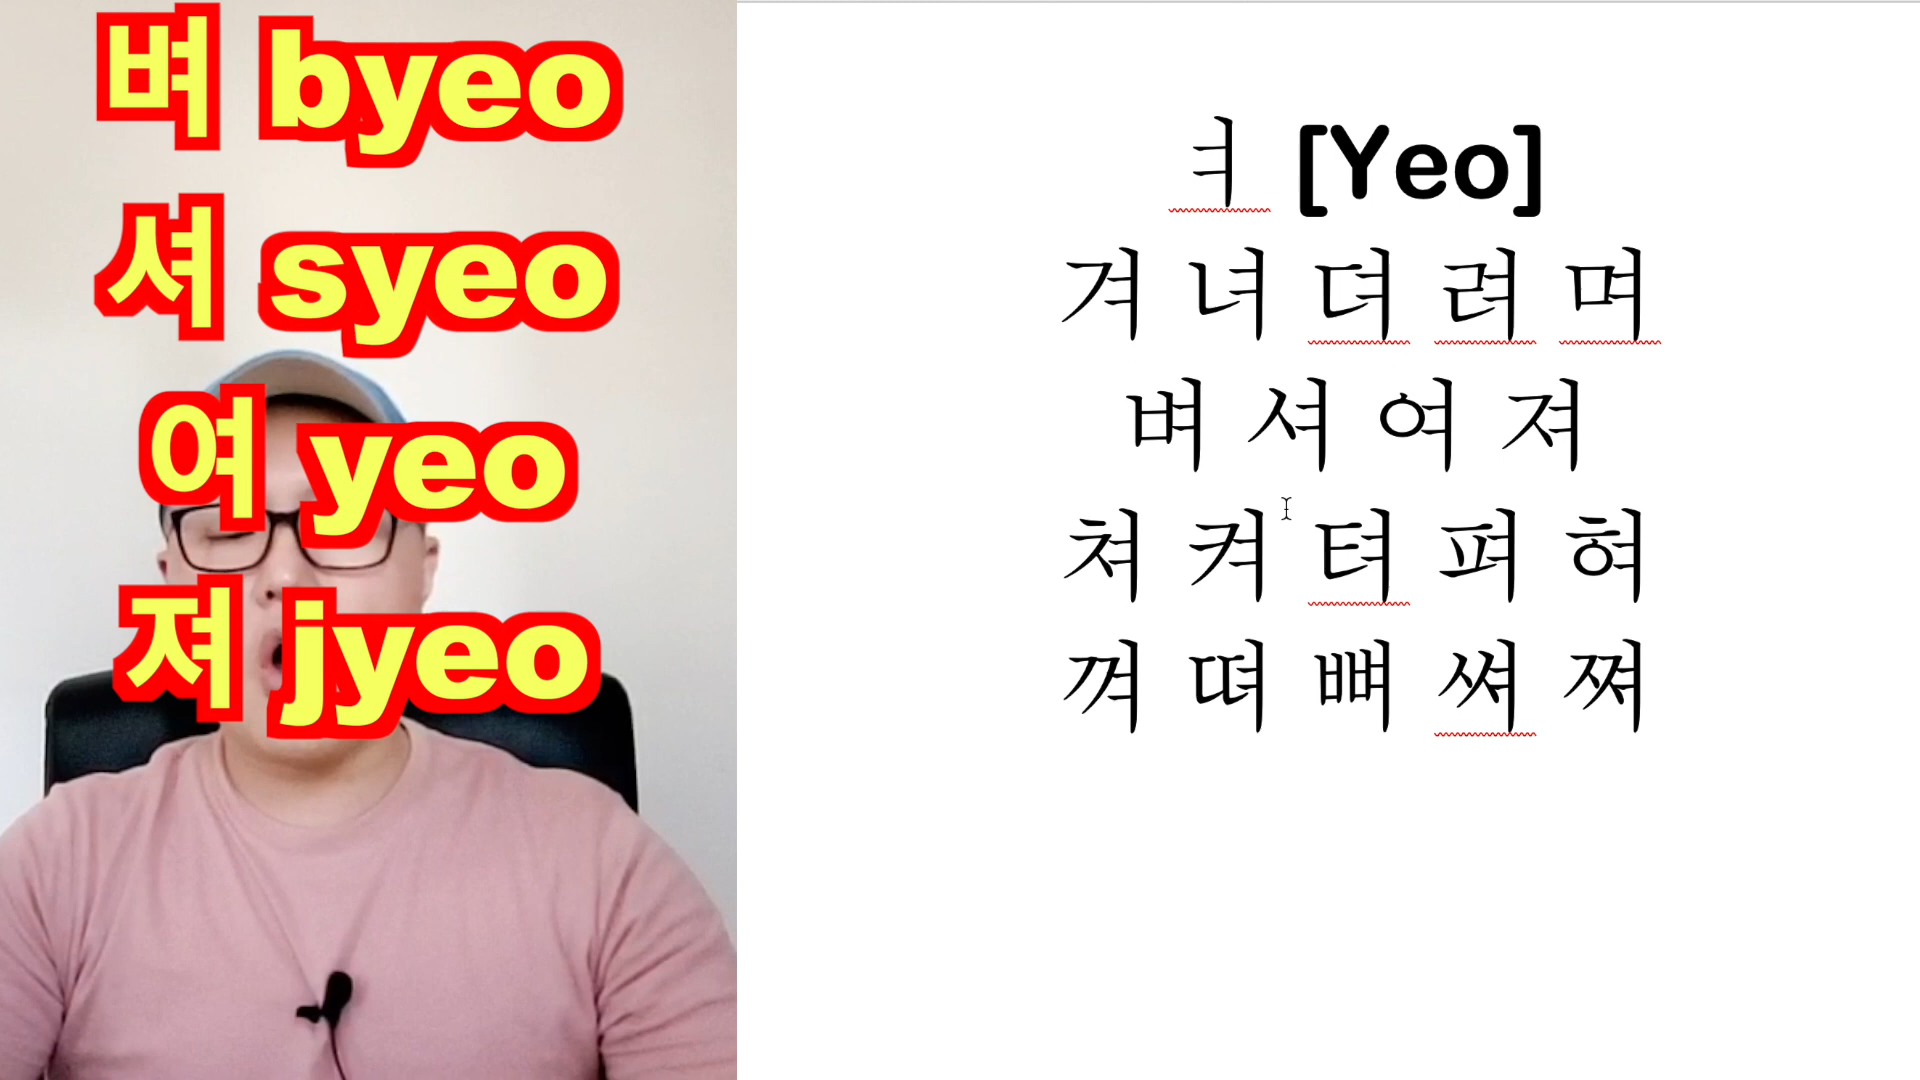 벼 byeo
셔 syeo
여 yeo
져 jyeo
ㅕ [Yeo]
겨 녀 뎌 려 며
벼 셔 여 져
쳐 켜 텨 펴 혀
껴 뗘 뼈 쎠 쪄